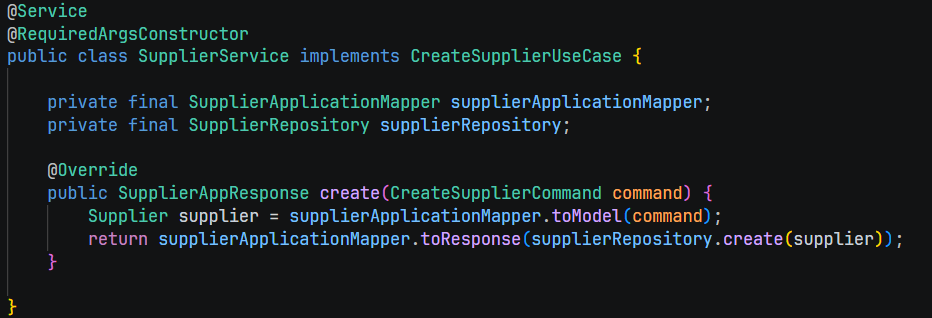 @Service
@RequiredArgsConstructor
public class SupplierService implements CreateSupplierUseCase {
private final SupplierApplicationMapper supplierApplicationMapper;
private final SupplierRepository supplierRepository;
@Override
public SupplierAppResponse create(CreateSupplierCommand command) {
Supplier supplier = supplierApplicationMapper.toModel(command);
return supplierApplicationMapper.toResponse(supplierRepository.create(supplier));
}
}